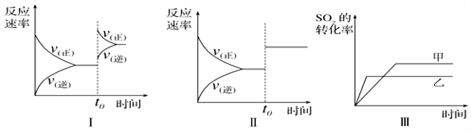 反应
速率
v(正)
v(逆)
v(正)
v(逆)
t₀
时间
Ⅰ
反应
速率
v(正)
v(逆)
t₀
时间
Ⅱ
SO₂的
转化率
甲
乙
时间
Ⅲ